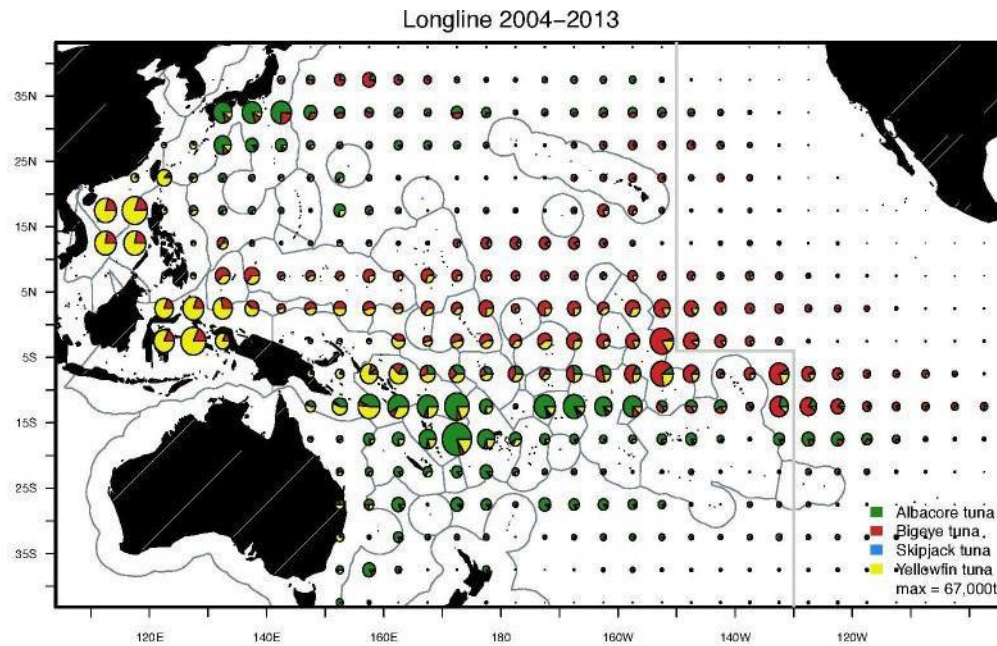 Longline 2004−2013
35N
25N
15N
5N
5S
15S
25S
35S
Albacore tuna
Bigeye tuna
Skipjack tuna
Yellowfin tuna
max = 67,000t
120E 140E 160E 180 160W 140W 120W